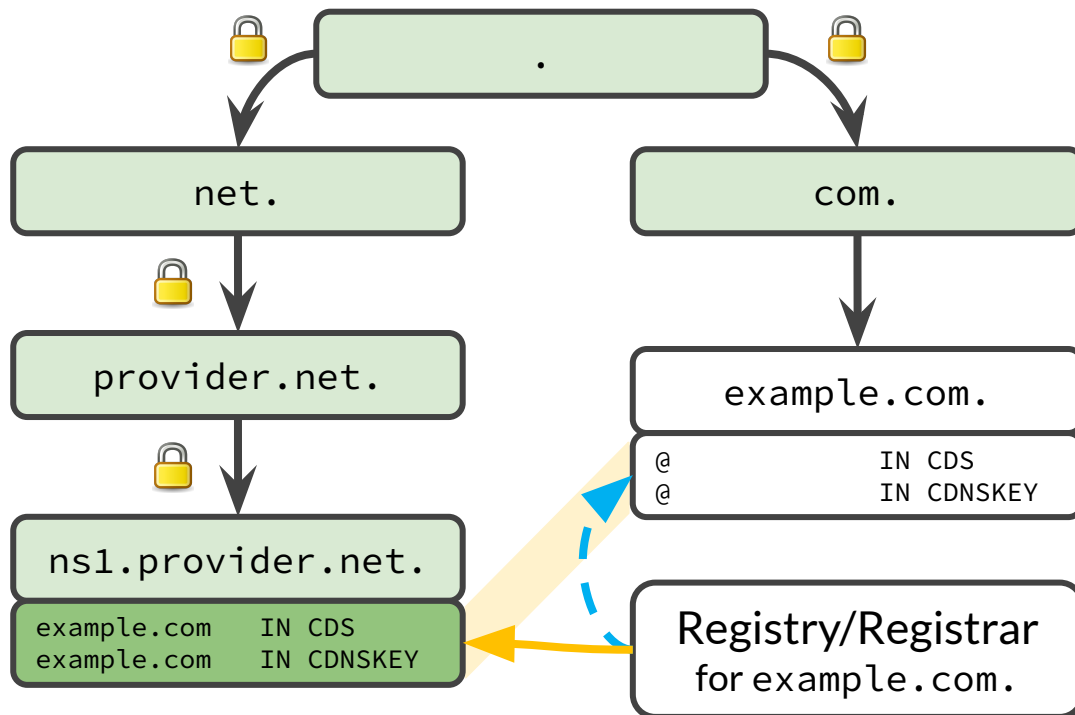 .
net.
com.
provider.net.
example.com.
@ IN CDS
@ IN CDNSKEY
ns1.provider.net.
example.com IN CDS
example.com IN CDNSKEY
Registry/Registrar
for example.com.